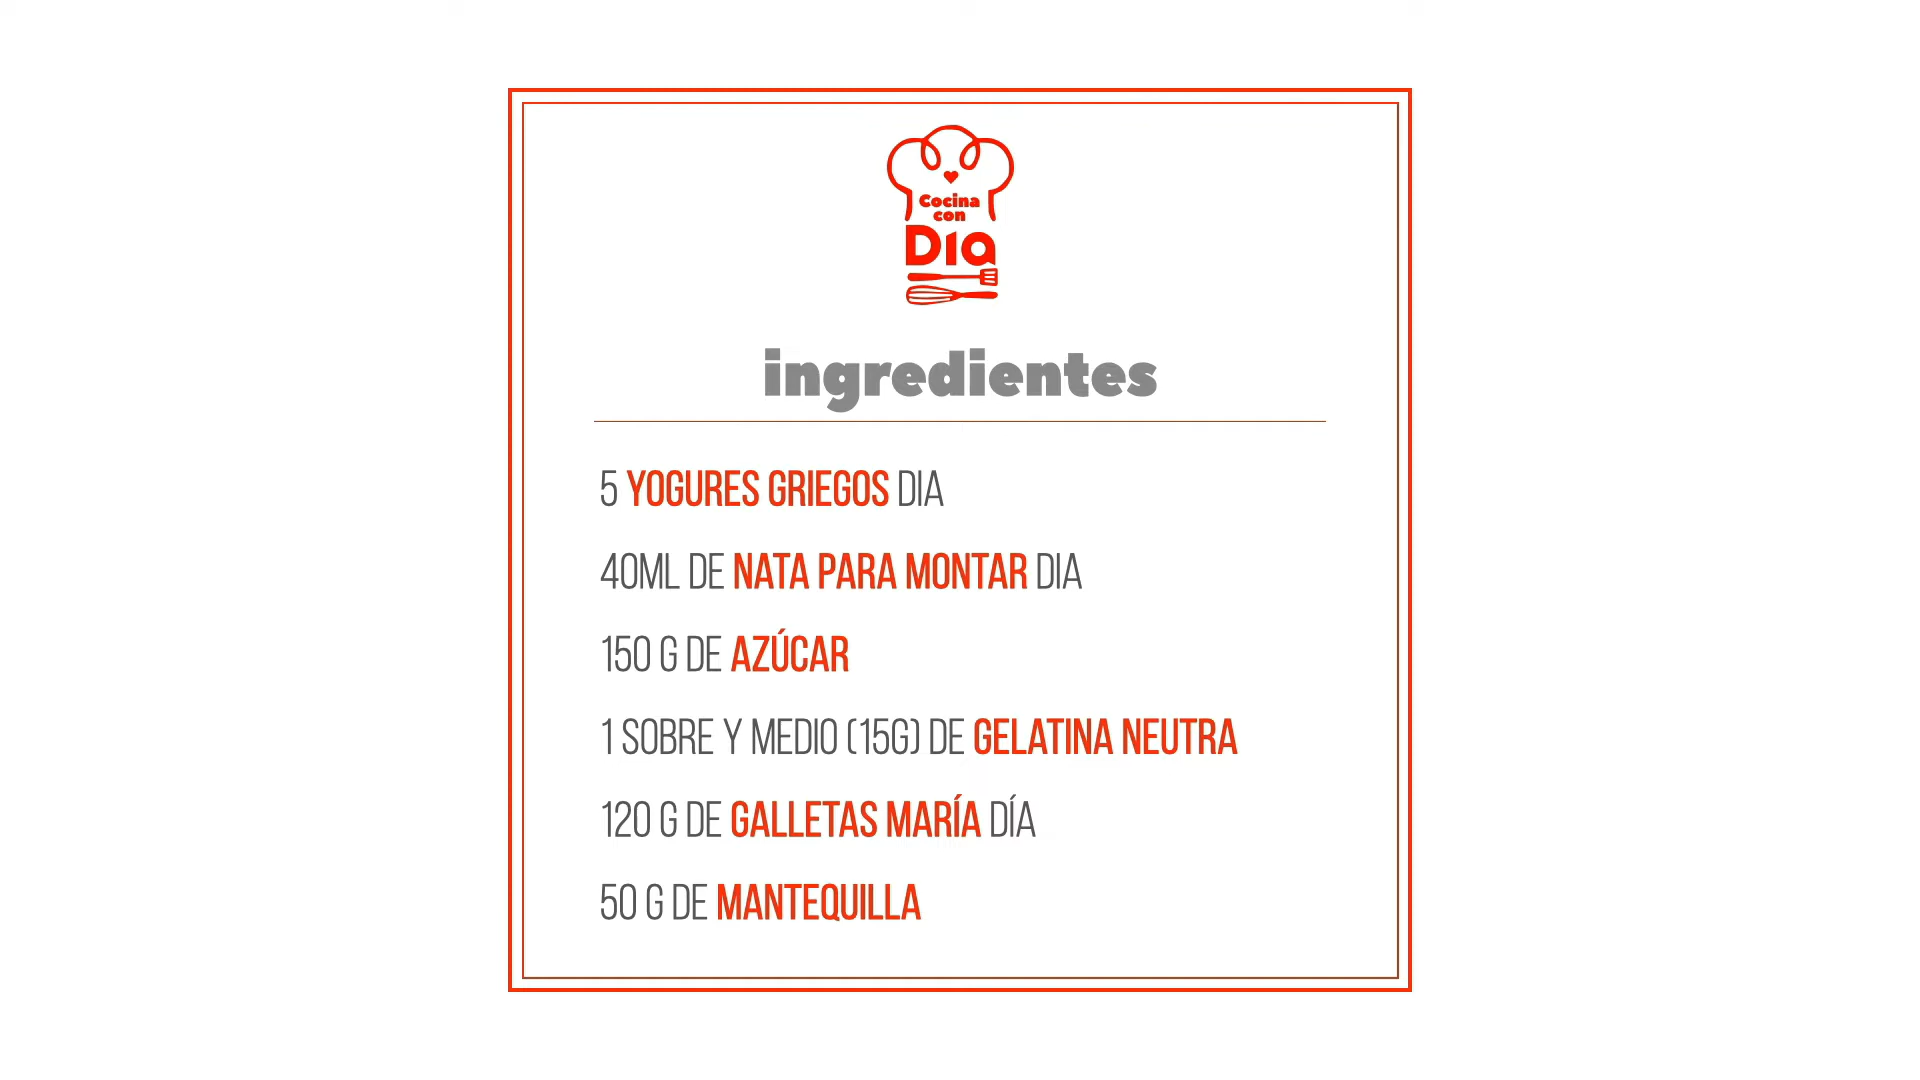 Cocina
con
Dia
ingredientes
5 YOGURES GRIEGOS DIA
40ML DE NATA PARA MONTAR DIA
150 G DE AZÚCAR
1 SOBRE Y MEDIO (15G) DE GELATINA NEUTRA
120 G DE GALLETAS MARÍA DÍA
50 G DE MANTEQUILLA